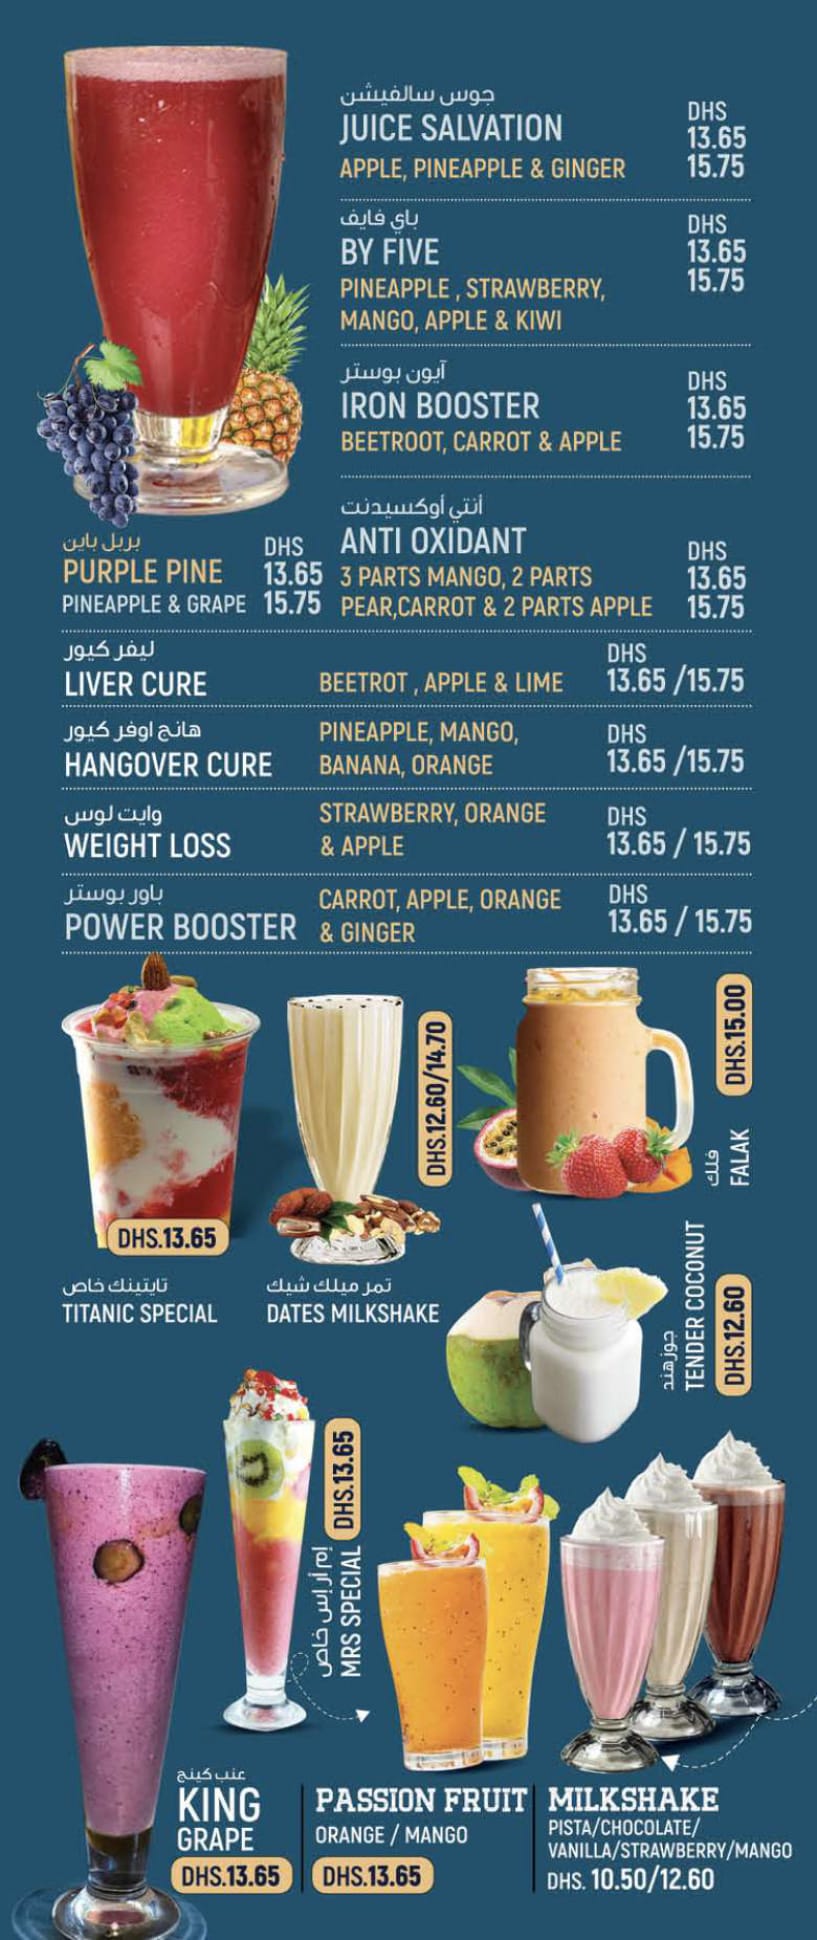 جوس سالفيشن
JUICE SALVATION
APPLE, PINEAPPLE & GINGER
DHS
13.65
15.75
باي فايف
BY FIVE
PINEAPPLE , STRAWBERRY,
MANGO, APPLE & KIWI
DHS
13.65
15.75
آيون بوستر
IRON BOOSTER
BEETROOT, CARROT & APPLE
DHS
13.65
15.75
بربل باين
PURPLE PINE
PINEAPPLE & GRAPE
DHS
13.65
15.75
أنتي أوكسيدنت
ANTI OXIDANT
3 PARTS MANGO, 2 PARTS
PEAR,CARROT & 2 PARTS APPLE
DHS
13.65
15.75
ليفر كيور
LIVER CURE
BEETROT , APPLE & LIME
DHS
13.65 /15.75
هانج اوفر كيور
HANGOVER CURE
PINEAPPLE, MANGO,
BANANA, ORANGE
DHS
13.65 /15.75
وايت لوس
WEIGHT LOSS
STRAWBERRY, ORANGE
& APPLE
DHS
13.65 / 15.75
باور بوستر
POWER BOOSTER
CARROT, APPLE, ORANGE
& GINGER
DHS
13.65 / 15.75
DHS.13.65
تايتينك خاص
TITANIC SPECIAL
DHS.12.60/14.70
تمر ميلك شيك
DATES MILKSHAKE
DHS.15.00
فلك
FALAK
جوزهند
TENDER COCONUT
DHS.12.60
DHS.13.65
إم أر إس خاص
MRS SPECIAL
عنب كينج
KING
GRAPE
DHS.13.65
PASSION FRUIT
ORANGE / MANGO
DHS.13.65
MILKSHAKE
PISTA/CHOCOLATE/
VANILLA/STRAWBERRY/MANGO
DHS. 10.50/12.60